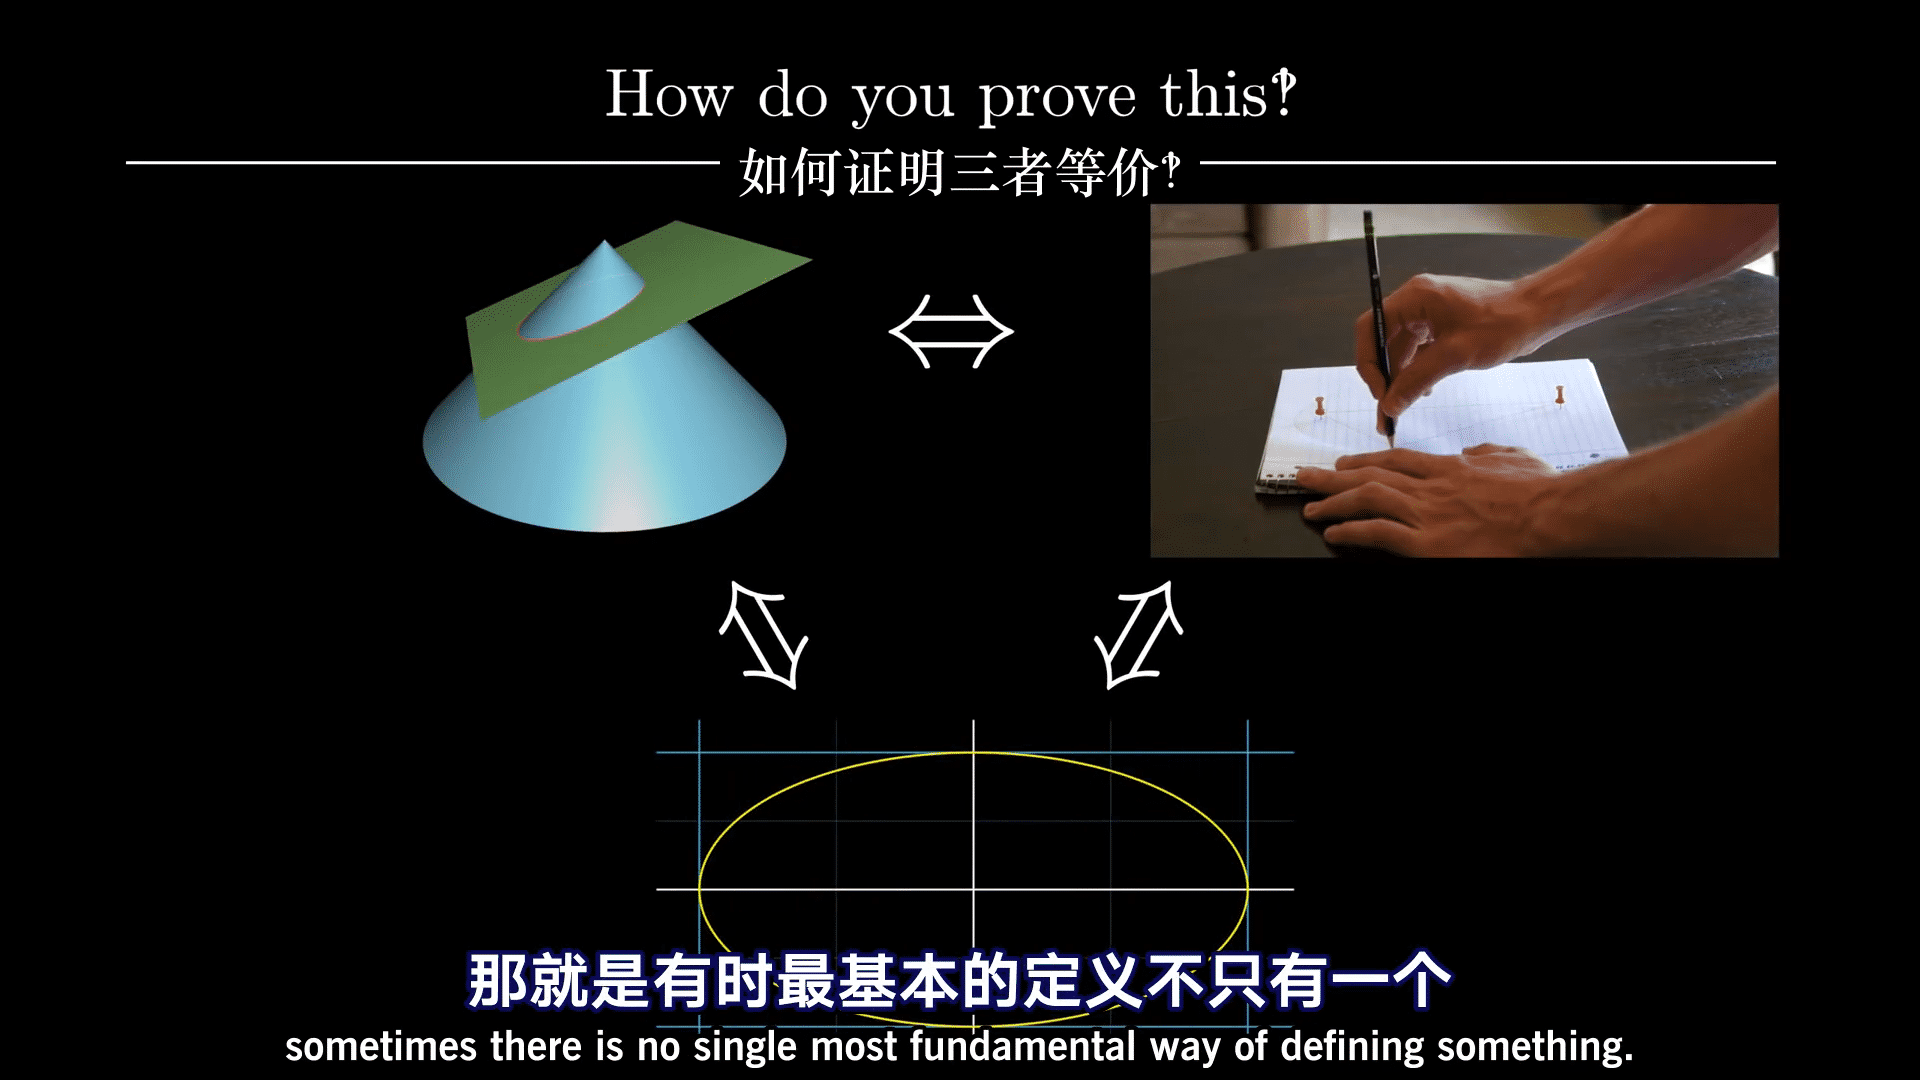 How do you prove this‽
如何证明三者等价‽
那就是有时最基本的定义不只有一个
sometimes there is no single most fundamental way of defining something.